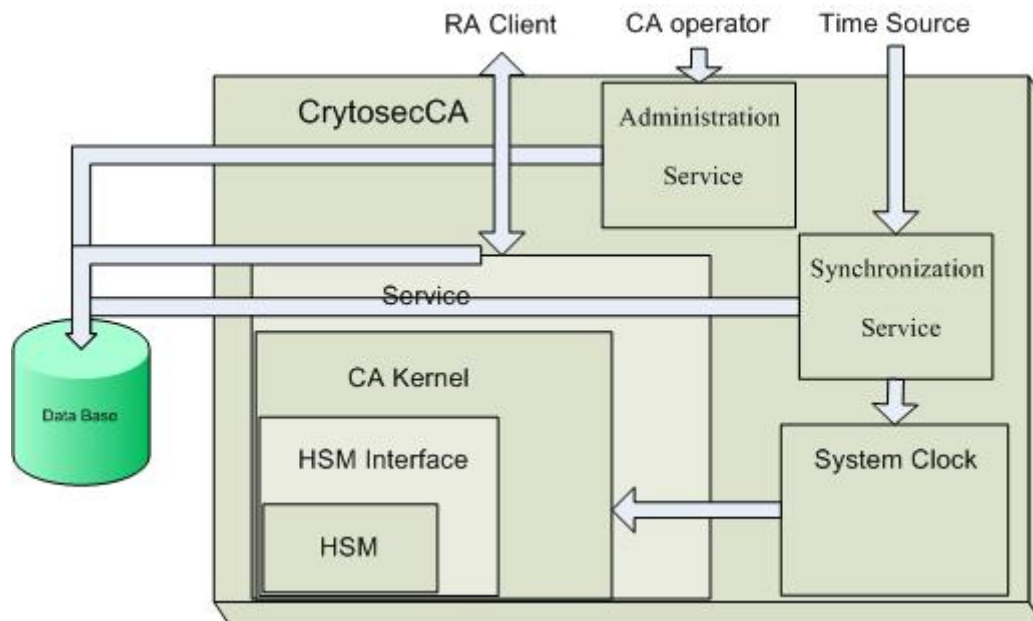 RA Client
CA operator
Time Source
CrytosecCA
Administration
Service
Synchronization
Service
Service
CA Kernel
Data Base
HSM Interface
System Clock
HSM